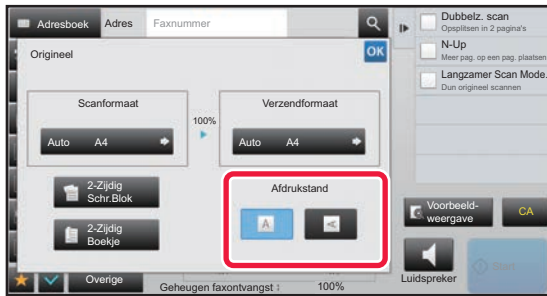 Adresboek
Adres
Faxnummer
Origineel
OK
Scanformaat
Auto A4
100%
Verzendformaat
Auto A4
2-Zijdig
Schr.Blok
2-Zijdig
Boekje
Afdrukstand
A
A
Overige
Geheugen faxontvangst : 100%
Dubbelz. scan
Opsplitsen in 2 pagina's
N-Up
Meer pag. op een pag. plaatsen
Langzamer Scan Mode.
Dun origineel scannen
Voorbeeld-
weergave
CA
Luidspreker
Start